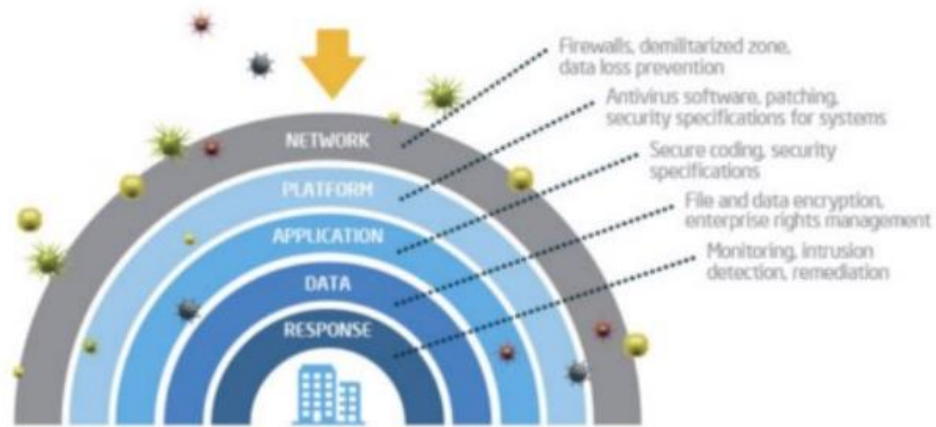 Firewalls, demilitarized zone,
data loss prevention
Antivirus software, patching,
security specifications for systems
Secure coding, security
specifications
File and data encryption,
enterprise rights management
Monitoring, intrusion
detection, remediation
NETWORK
PLATFORM
APPLICATION
DATA
RESPONSE